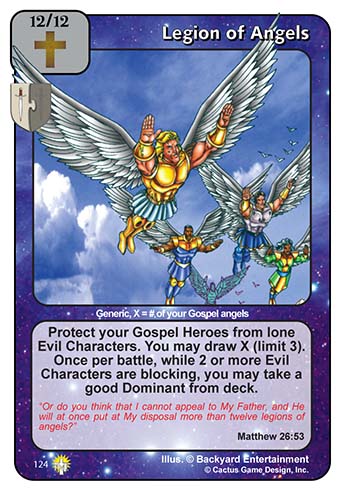 12/12
Legion of Angels
Generic, X = # of your Gospel angels
Protect your Gospel Heroes from lone
Evil Characters. You may draw X (limit 3).
Once per battle, while 2 or more Evil
Characters are blocking, you may take a
good Dominant from deck.
"Or do you think that I cannot appeal to My Father, and He
will at once put at My disposal more than twelve legions of
angels?"
Matthew 26:53
124
Illus. © Backyard Entertainment
© Cactus Game Design, Inc.